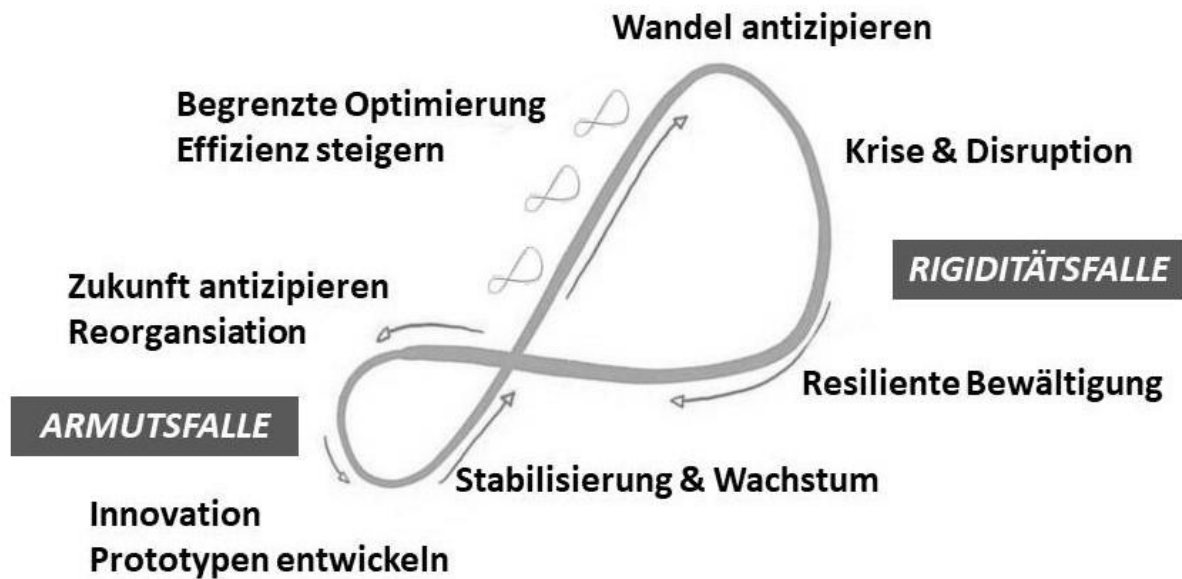 Wandel antizipieren
Begrenzte Optimierung
Effizienz steigern
Krise & Disruption
RIGIDITÄTSFALLE
Zukunft antizipieren
Reorgansiation
Resiliente Bewältigung
ARMUTSFALLE
Stabilisierung & Wachstum
Innovation
Prototypen entwickeln